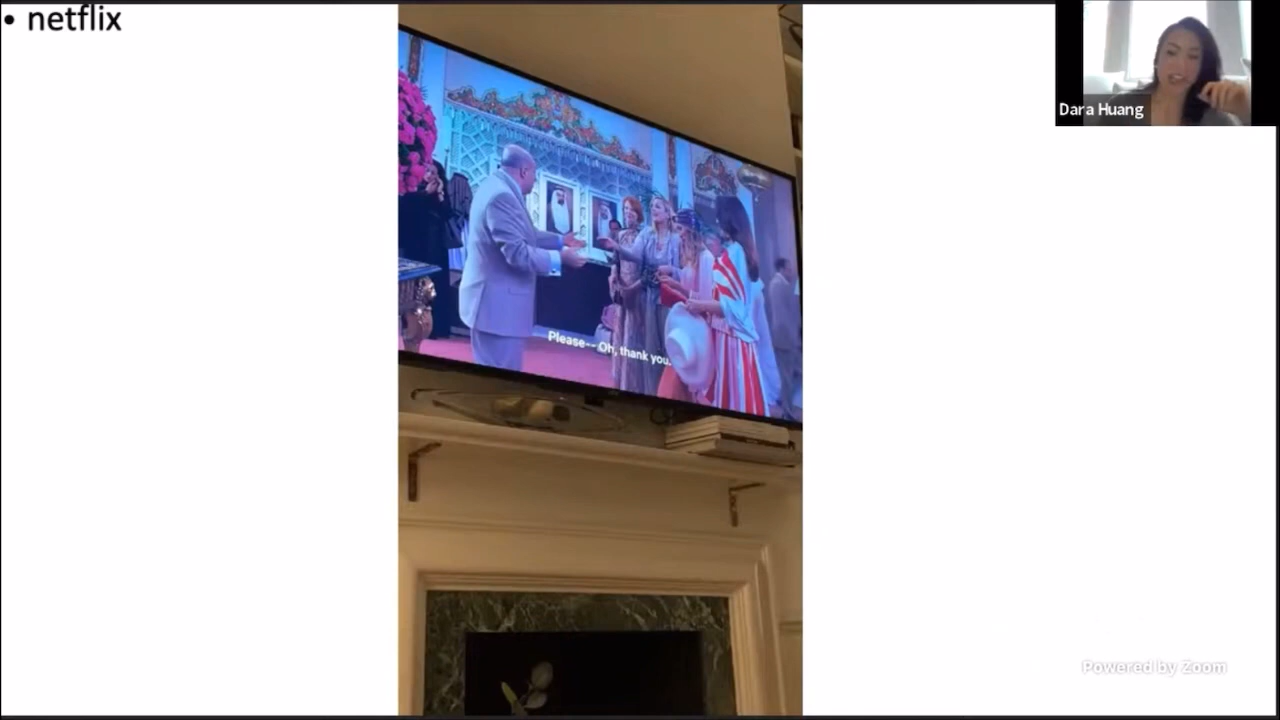 • netflix
Dara Huang
Please-- Oh, thank you.
Powered by Zoom